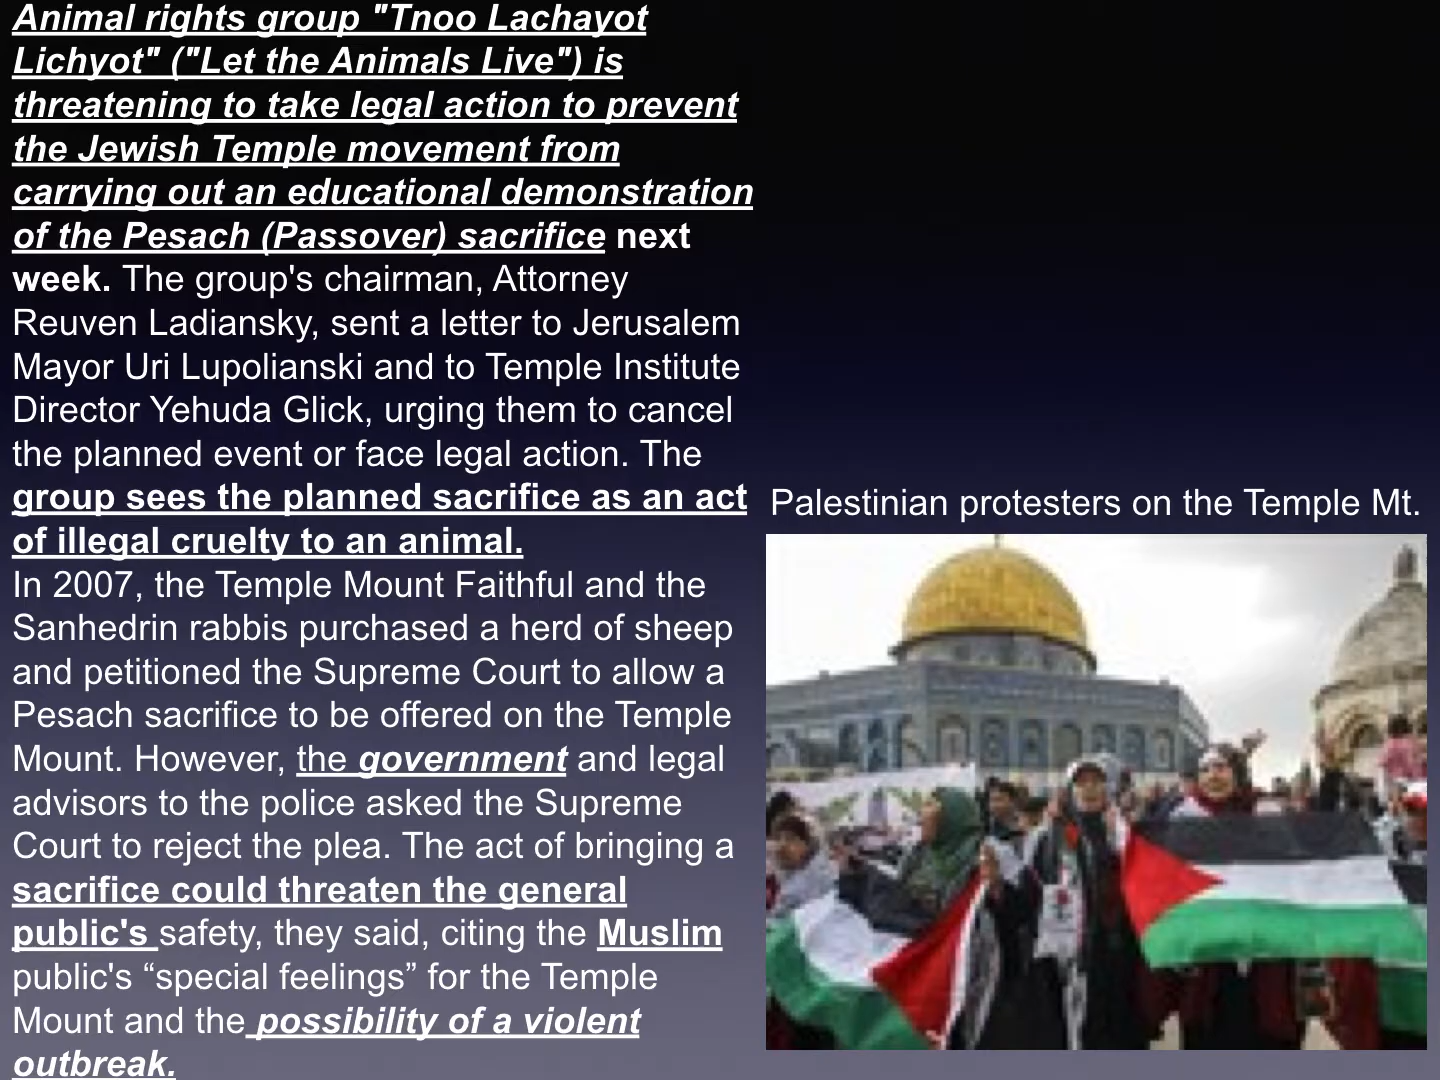 Animal rights group "Tnoo Lachayot
Lichyot" ("Let the Animals Live") is
threatening to take legal action to prevent
the Jewish Temple movement from
carrying out an educational demonstration
of the Pesach (Passover) sacrifice next
week. The group's chairman, Attorney
Reuven Ladiansky, sent a letter to Jerusalem
Mayor Uri Lupolianski and to Temple Institute
Director Yehuda Glick, urging them to cancel
the planned event or face legal action. The
group sees the planned sacrifice as an act
of illegal cruelty to an animal.
In 2007, the Temple Mount Faithful and the
Sanhedrin rabbis purchased a herd of sheep
and petitioned the Supreme Court to allow a
Pesach sacrifice to be offered on the Temple
Mount. However, the government and legal
advisors to the police asked the Supreme
Court to reject the plea. The act of bringing a
sacrifice could threaten the general
public's safety, they said, citing the Muslim
public's “special feelings” for the Temple
Mount and the possibility of a violent
outbreak.
Palestinian protesters on the Temple Mt.